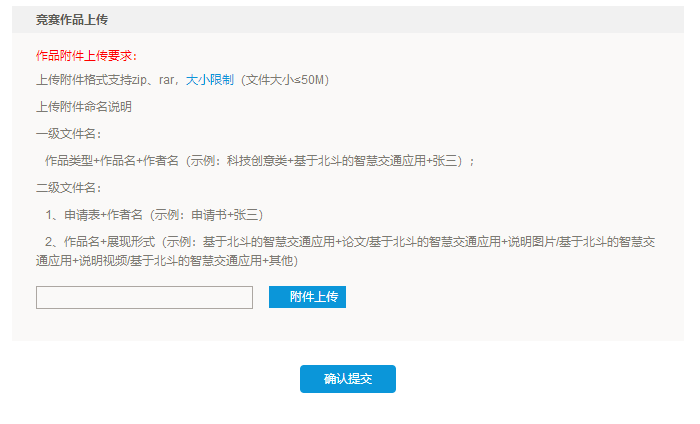 竞赛作品上传
作品附件上传要求：
上传附件格式支持zip、rar，大小限制（文件大小≤50M）
上传附件命名说明
一级文件名：
作品类型+作品名+作者名（示例：科技创意类+基于北斗的智慧交通应用+张三）；
二级文件名：
1、申请表+作者名（示例：申请书+张三）
2、作品名+展现形式（示例：基于北斗的智慧交通应用+论文/基于北斗的智慧交通应用+说明图片/基于北斗的智慧交
通应用+说明视频/基于北斗的智慧交通应用+其他）
附件上传
确认提交